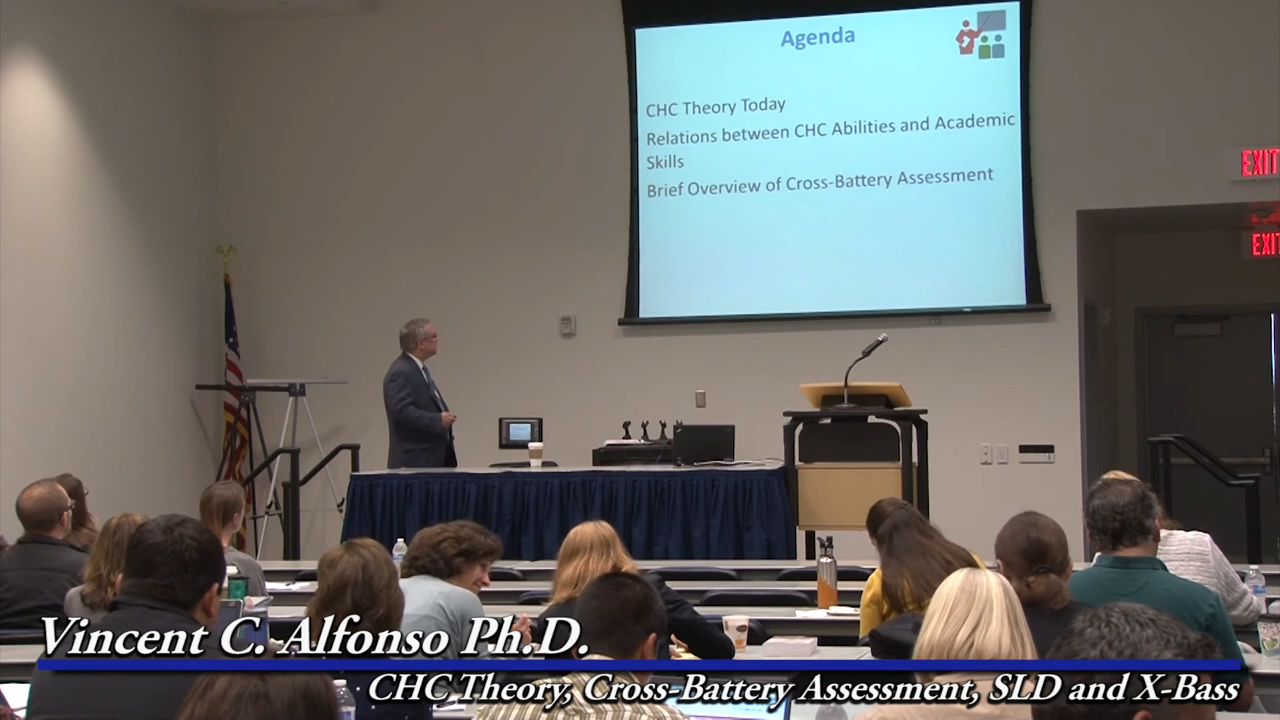 Agenda
CHC Theory Today
Relations between CHC Abilities and Academic
Skills
Brief Overview of Cross-Battery Assessment
EXIT
EXIT
Vincent C. Alfonso Ph.D.
CHC Theory, Cross-Battery Assessment, SLD and X-Bass